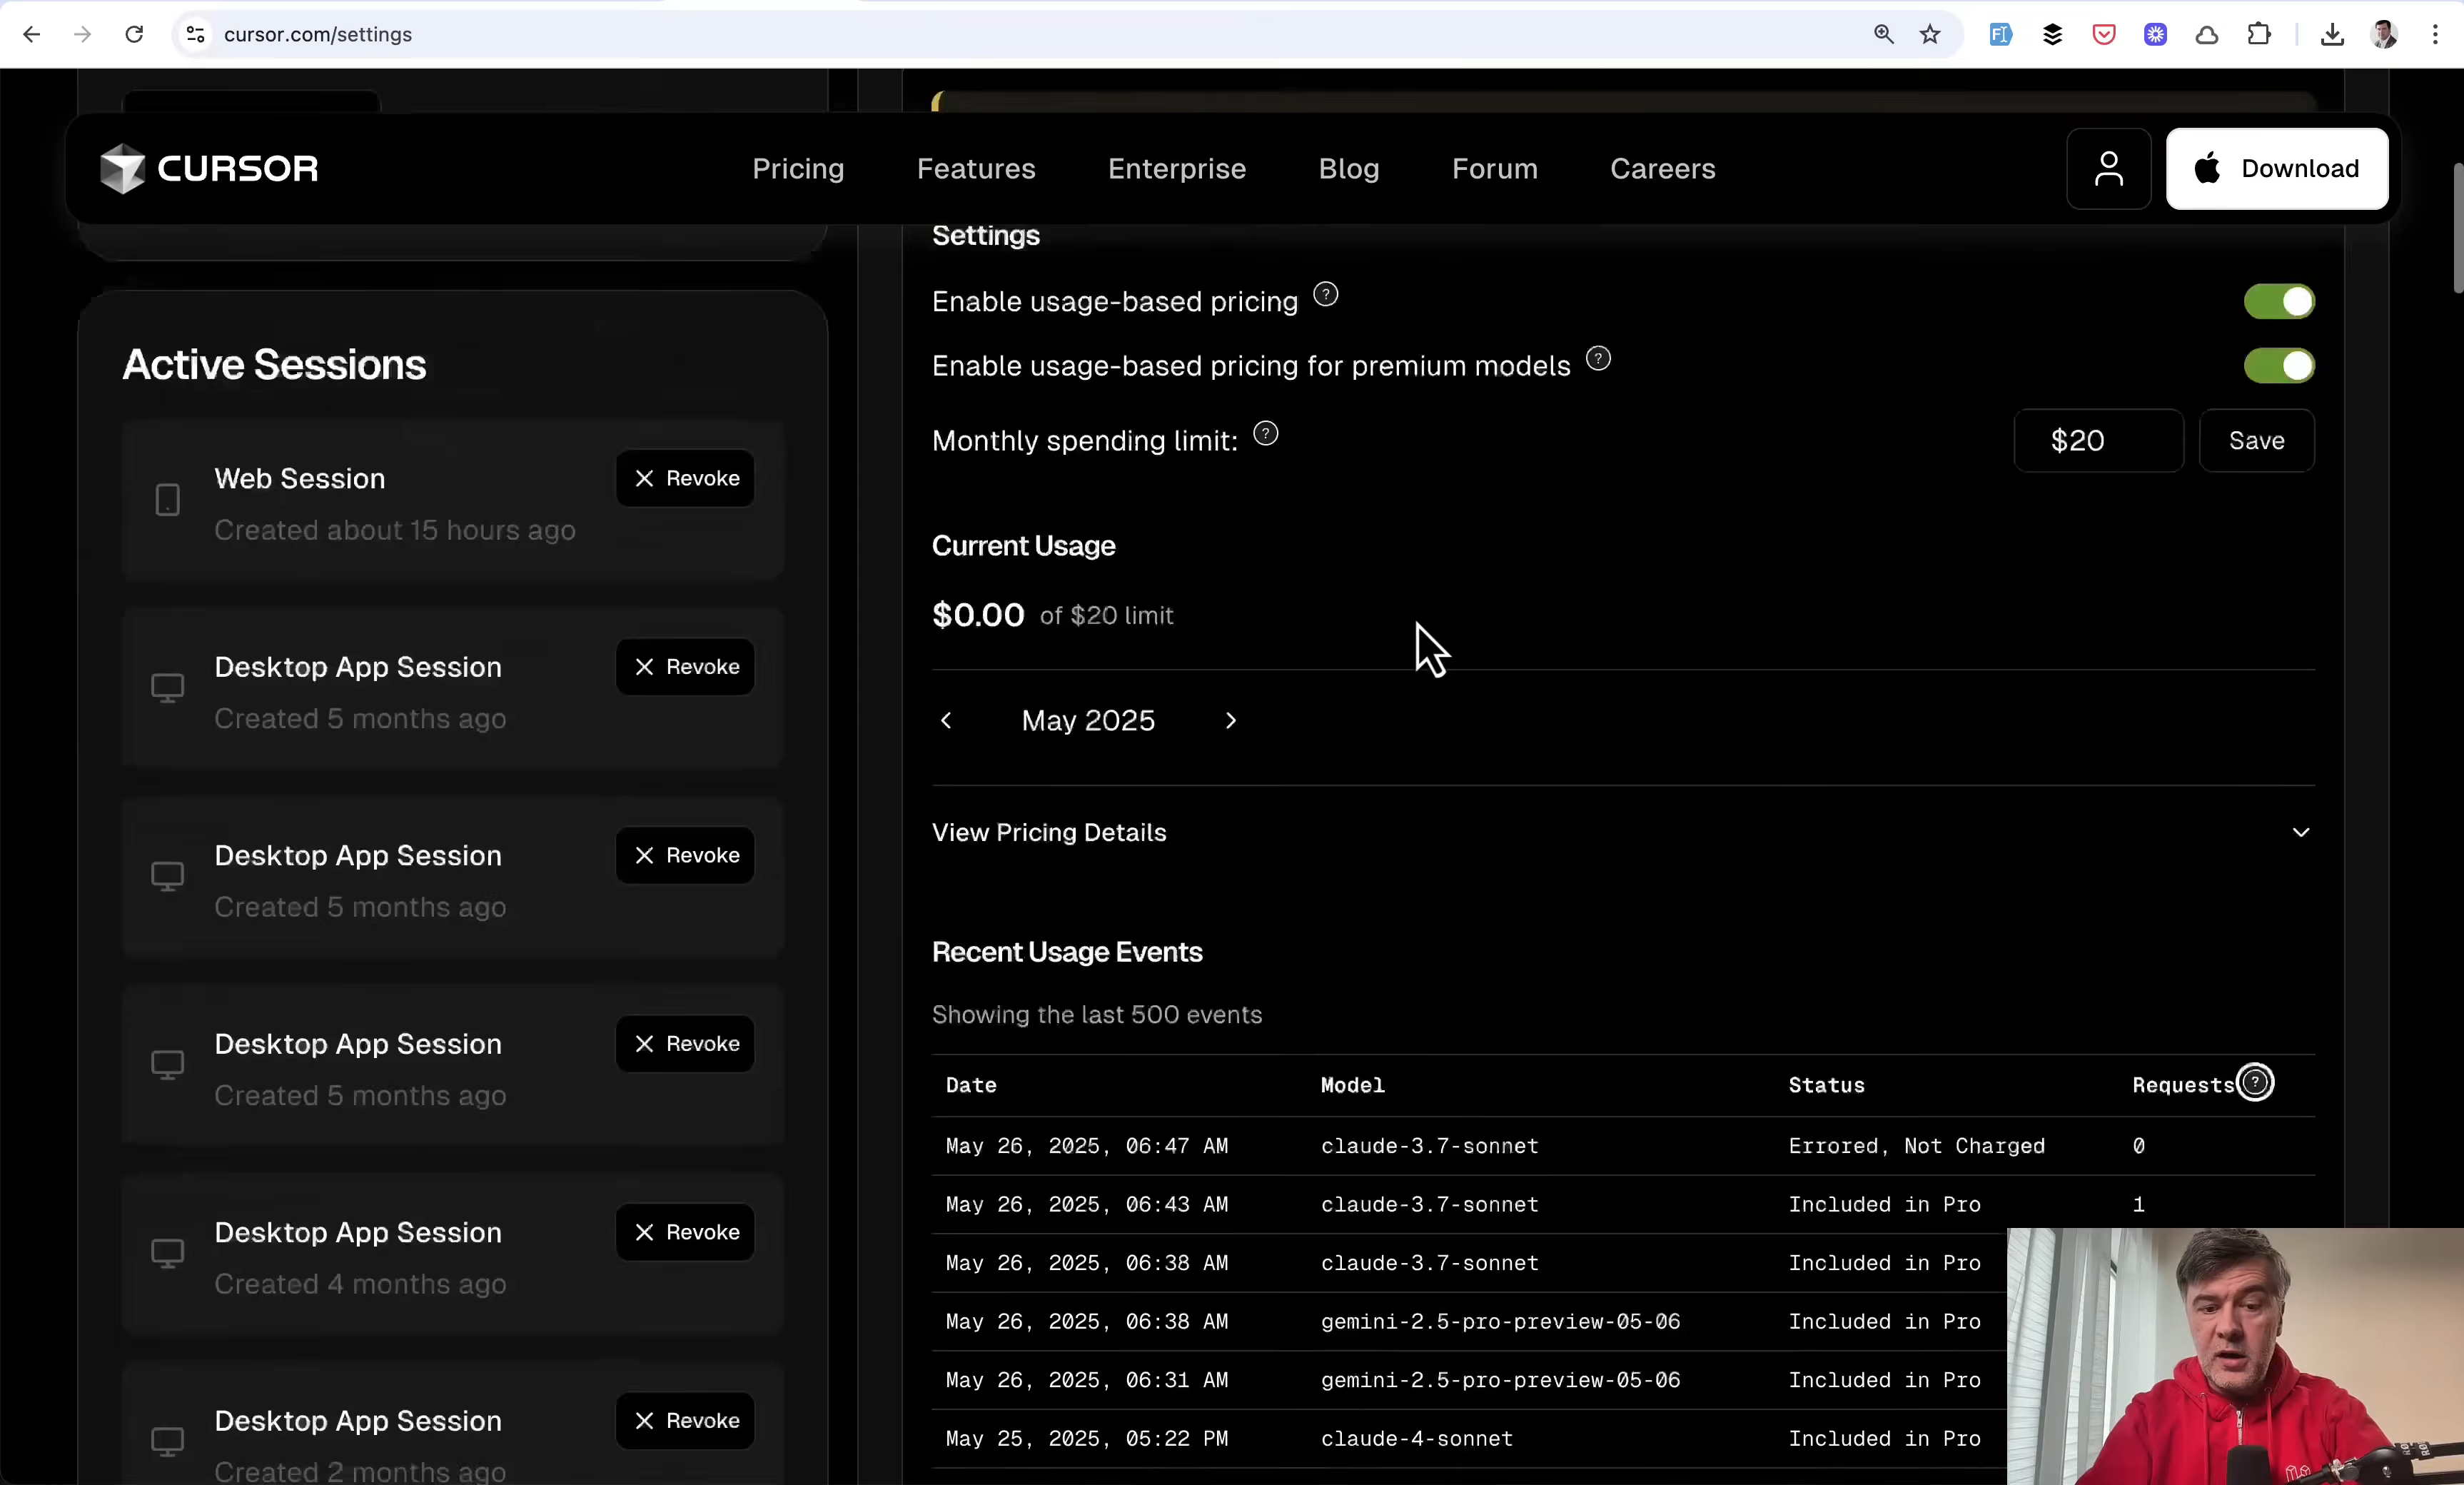 cursor.com/settings
CURSOR
Pricing
Features
Enterprise
Blog
Forum
Careers
Download
Active Sessions
Web Session
Revoke
Created about 15 hours ago
Desktop App Session
Revoke
Created 5 months ago
Desktop App Session
Revoke
Created 5 months ago
Desktop App Session
Revoke
Created 5 months ago
Desktop App Session
Revoke
Created 4 months ago
Desktop App Session
Revoke
Created 2 months ago
Settings
Enable usage-based pricing ?
Enable usage-based pricing for premium models ?
Monthly spending limit: ? $20 Save
Current Usage
$0.00 of $20 limit
May 2025
View Pricing Details
Recent Usage Events
Showing the last 500 events
Date Model Status Requests ?
May 26, 2025, 06:47 AM claude-3.7-sonnet Errored, Not Charged 0
May 26, 2025, 06:43 AM claude-3.7-sonnet Included in Pro 1
May 26, 2025, 06:38 AM claude-3.7-sonnet Included in Pro
May 26, 2025, 06:38 AM gemini-2.5-pro-preview-05-06 Included in Pro
May 26, 2025, 06:31 AM gemini-2.5-pro-preview-05-06 Included in Pro
May 25, 2025, 05:22 PM claude-4-sonnet Included in Pro